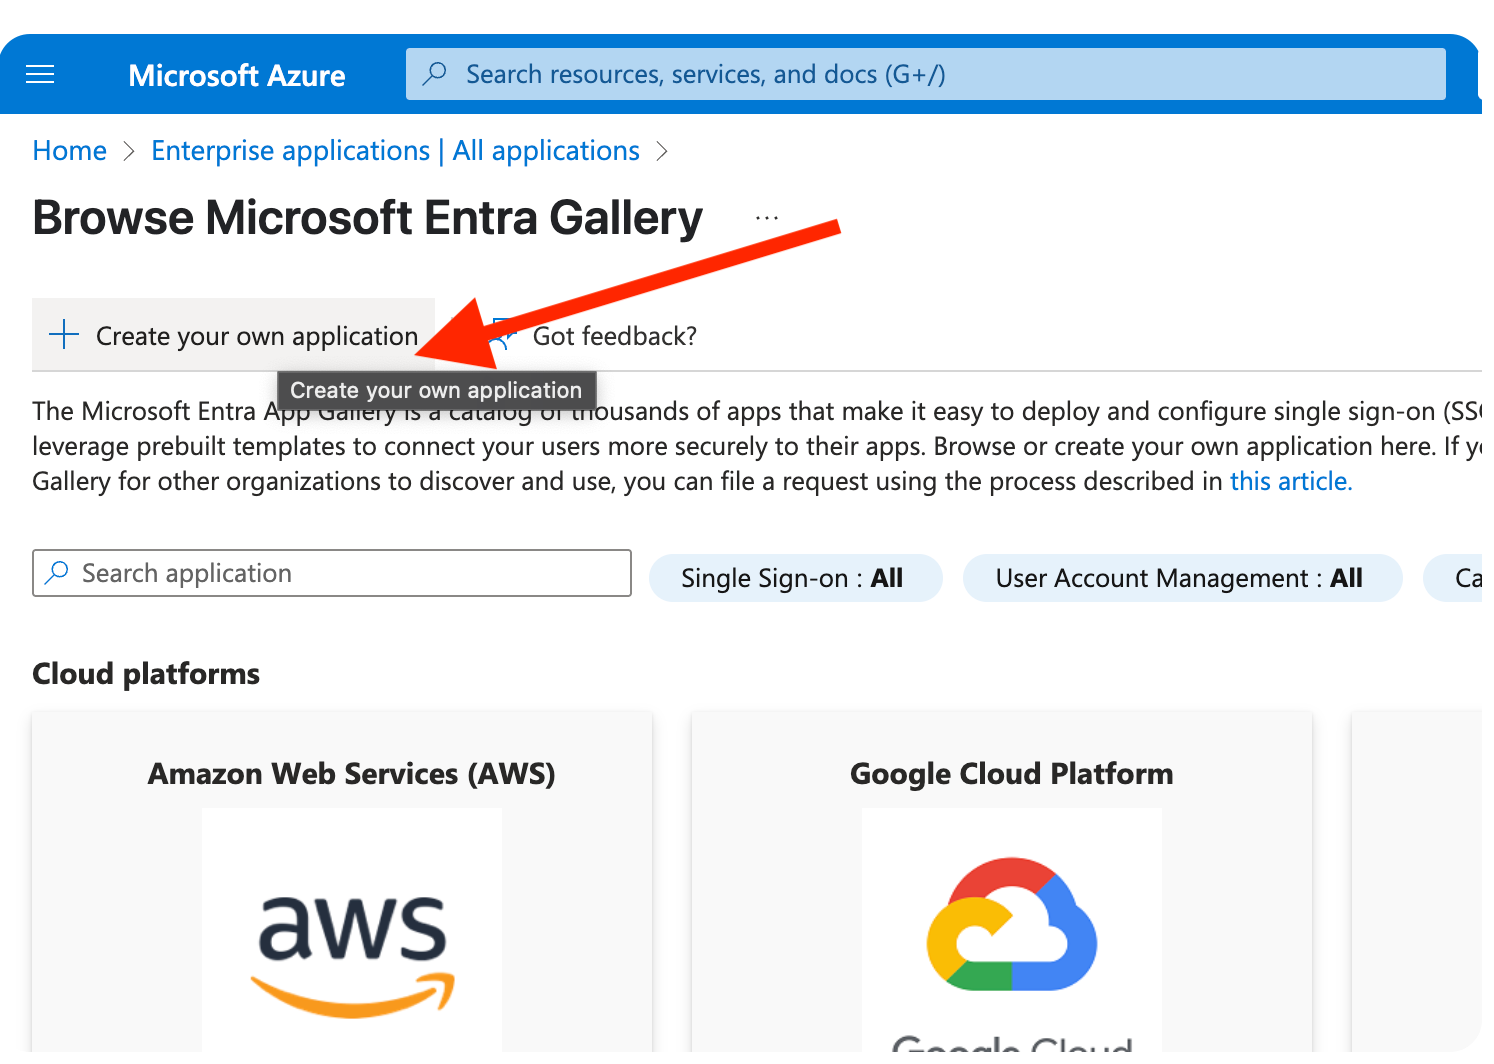 Microsoft Azure
Search resources, services, and docs (G+/)
Home > Enterprise applications | All applications >
Browse Microsoft Entra Gallery ...
+ Create your own application
Got feedback?
Create your own application
The Microsoft Entra App Gallery is a catalog of thousands of apps that make it easy to deploy and configure single sign-on
leverage prebuilt templates to connect your users more securely to their apps. Browse or create your own application here. If
Gallery for other organizations to discover and use, you can file a request using the process described in this article.
Search application
Single Sign-on : All
User Account Management : All
Cloud platforms
Amazon Web Services (AWS)
Google Cloud Platform
aws
Google Cloud